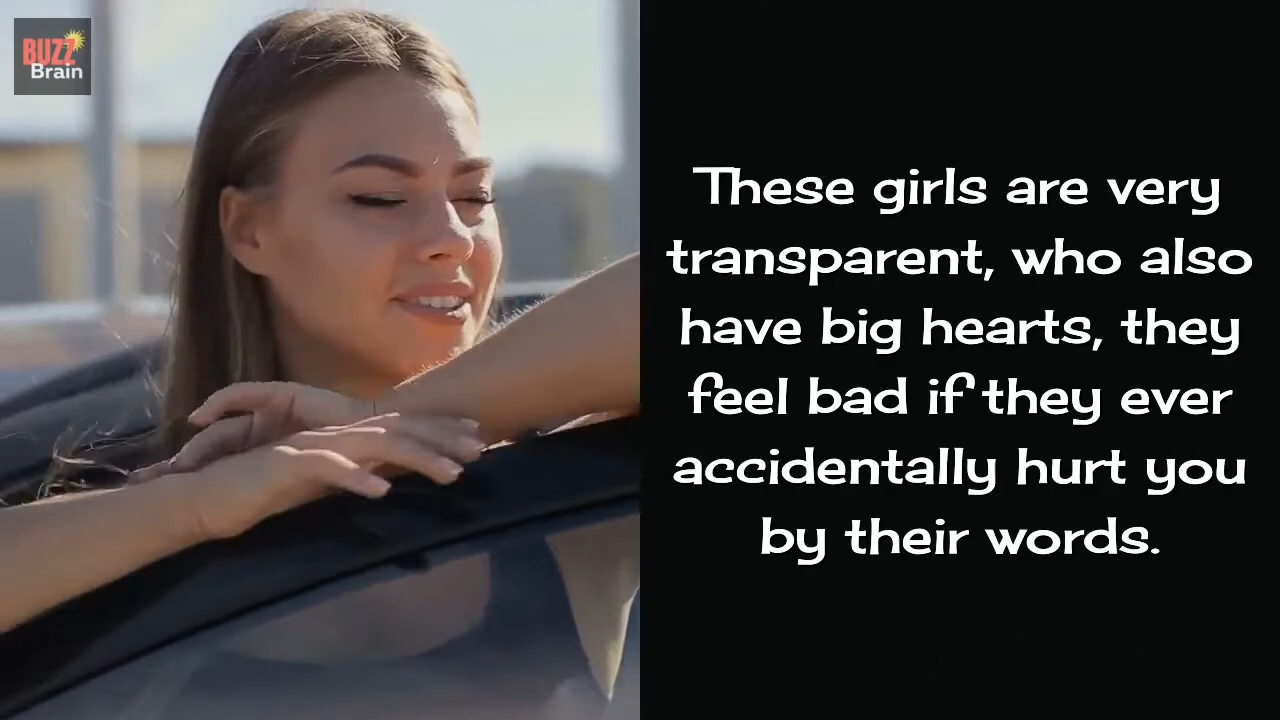 BUZZ
Brain
These girls are very
transparent, who also
have big hearts, they
feel bad if they ever
accidentally hurt you
by their words.